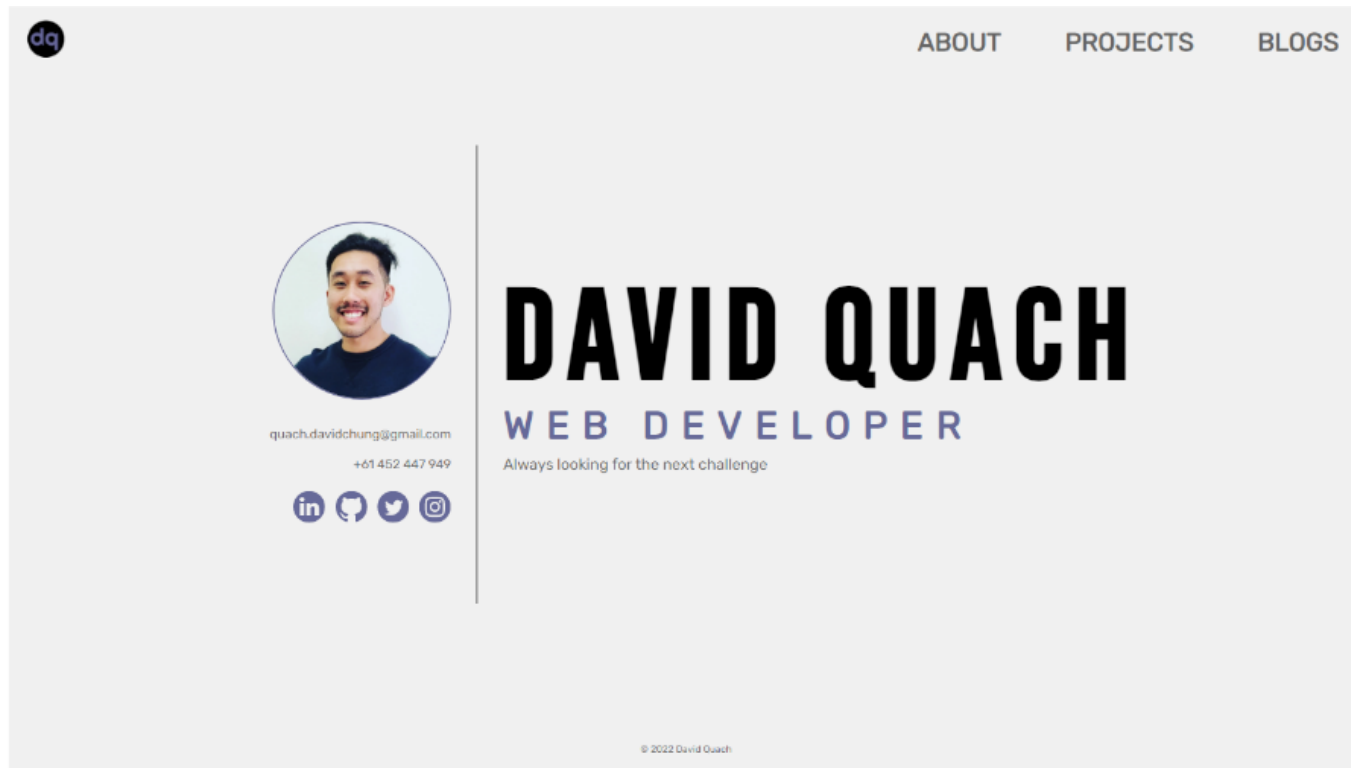 dq
ABOUT PROJECTS BLOGS
quach.davidchung@gmail.com
+61 452 447 949
in
DAVID QUACH
WEB DEVELOPER
Always looking for the next challenge
© 2022 David Quach